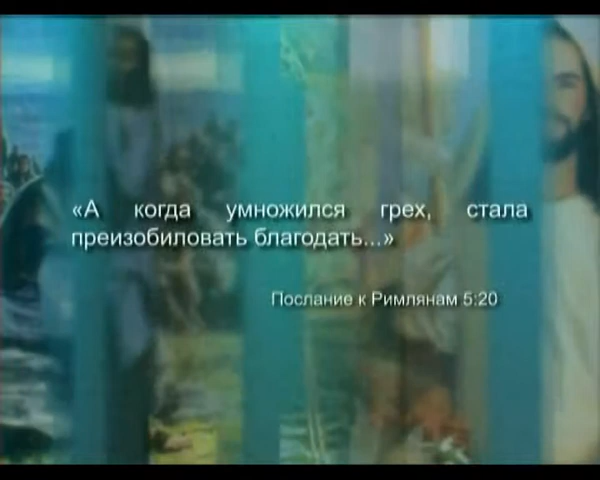 «А когда умножился грех, стала
преизобиловать благодать...»
Послание к Римлянам 5:20